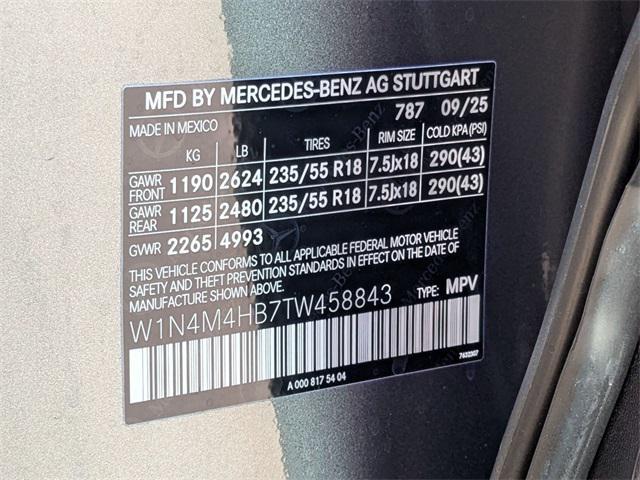 MFD BY MERCEDES-BENZ AG STUTTGART
787 09/25
MADE IN MEXICO
KG LB TIRES RIM SIZE COLD KPA(PSI)
GAWR FRONT 1190 2624 235/55 R18 7.5Jx18 290(43)
GAWR REAR 1125 2480 235/55 R18 7.5Jx18 290(43)
GVWR 2265 4993
THIS VEHICLE CONFORMS TO ALL APPLICABLE FEDERAL MOTOR VEHICLE
SAFETY AND THEFT PREVENTION STANDARDS IN EFFECT ON THE DATE
OF MANUFACTURE SHOWN ABOVE.
W1N4M4HB7TW458843 TYPE: MPV
7632307
A 000 817 54 04